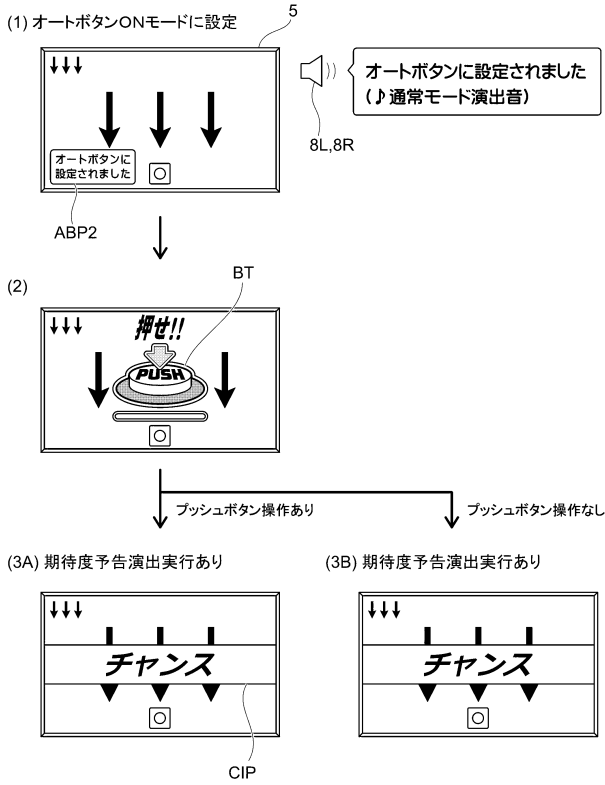 (1) オートボタンONモードに設定
5
オートボタンに設定されました
(♪通常モード演出音)
8L,8R
オートボタンに
設定されました
ABP2
(2)
BT
押せ!!
PUSH
プッシュボタン操作あり
プッシュボタン操作なし
(3A) 期待度予告演出実行あり
(3B) 期待度予告演出実行あり
チャンス
チャンス
CIP